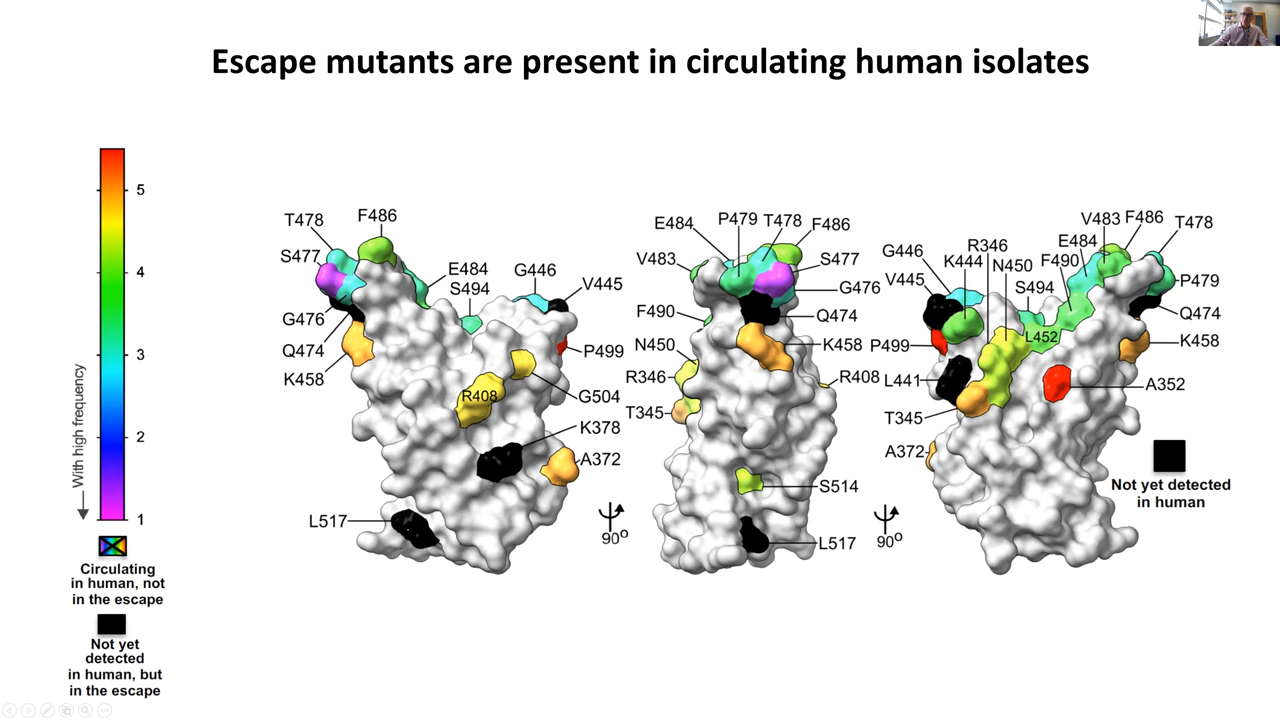 Escape mutants are present in circulating human isolates
5
4
3
2
1
With high frequency
Circulating
in human, not
in the escape
Not yet
detected
in human, but
in the escape
T478
F486
S477
E484
S494
G446
V445
G476
Q474
K458
P499
R408
G504
K378
A372
L517
90o
E484
P479
T478
F486
V483
S477
G476
F490
Q474
N450
K458
R346
R408
T345
S514
L517
90o
V483
F486
T478
G446
R346
E484
K444
N450
F490
V445
S494
P479
Q474
P499
L452
K458
L441
A352
T345
A372
Not yet detected
in human